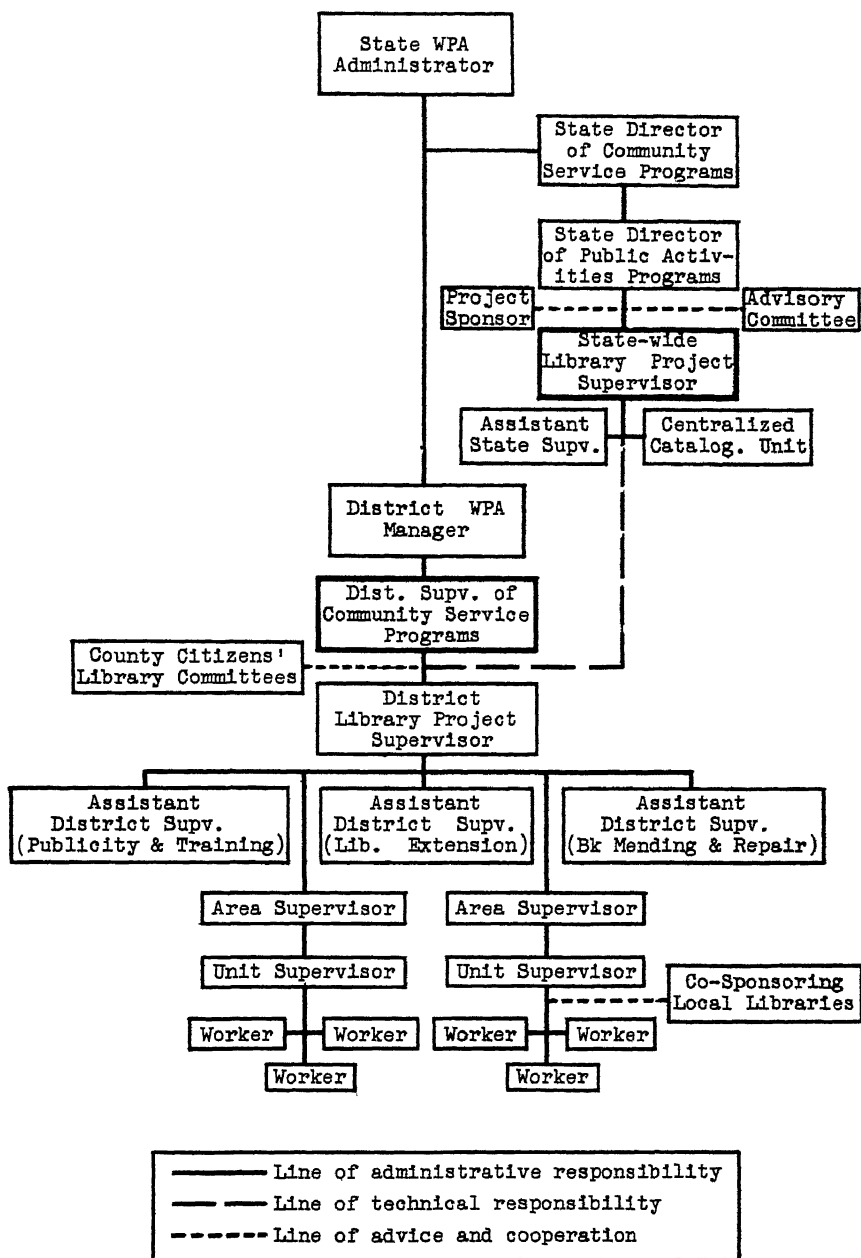 State WPA
Administrator
State Director
of Community
Service Programs
State Director
of Public Activ-
ities Programs
Project
Sponsor
Advisory
Committee
State-wide
Library Project
Supervisor
Assistant
State Supv.
Centralized
Catalog. Unit
District WPA
Manager
Dist. Supv. of
Community Service
Programs
County Citizens'
Library Committees
District
Library Project
Supervisor
Assistant
District Supv.
(Publicity & Training)
Assistant
District Supv.
(Lib. Extension)
Assistant
District Supv.
(Bk Mending & Repair)
Area Supervisor
Area Supervisor
Unit Supervisor
Unit Supervisor
Co-Sponsoring
Local Libraries
Worker
Worker
Worker
Worker
Worker
Worker
Line of administrative responsibility
Line of technical responsibility
Line of advice and cooperation